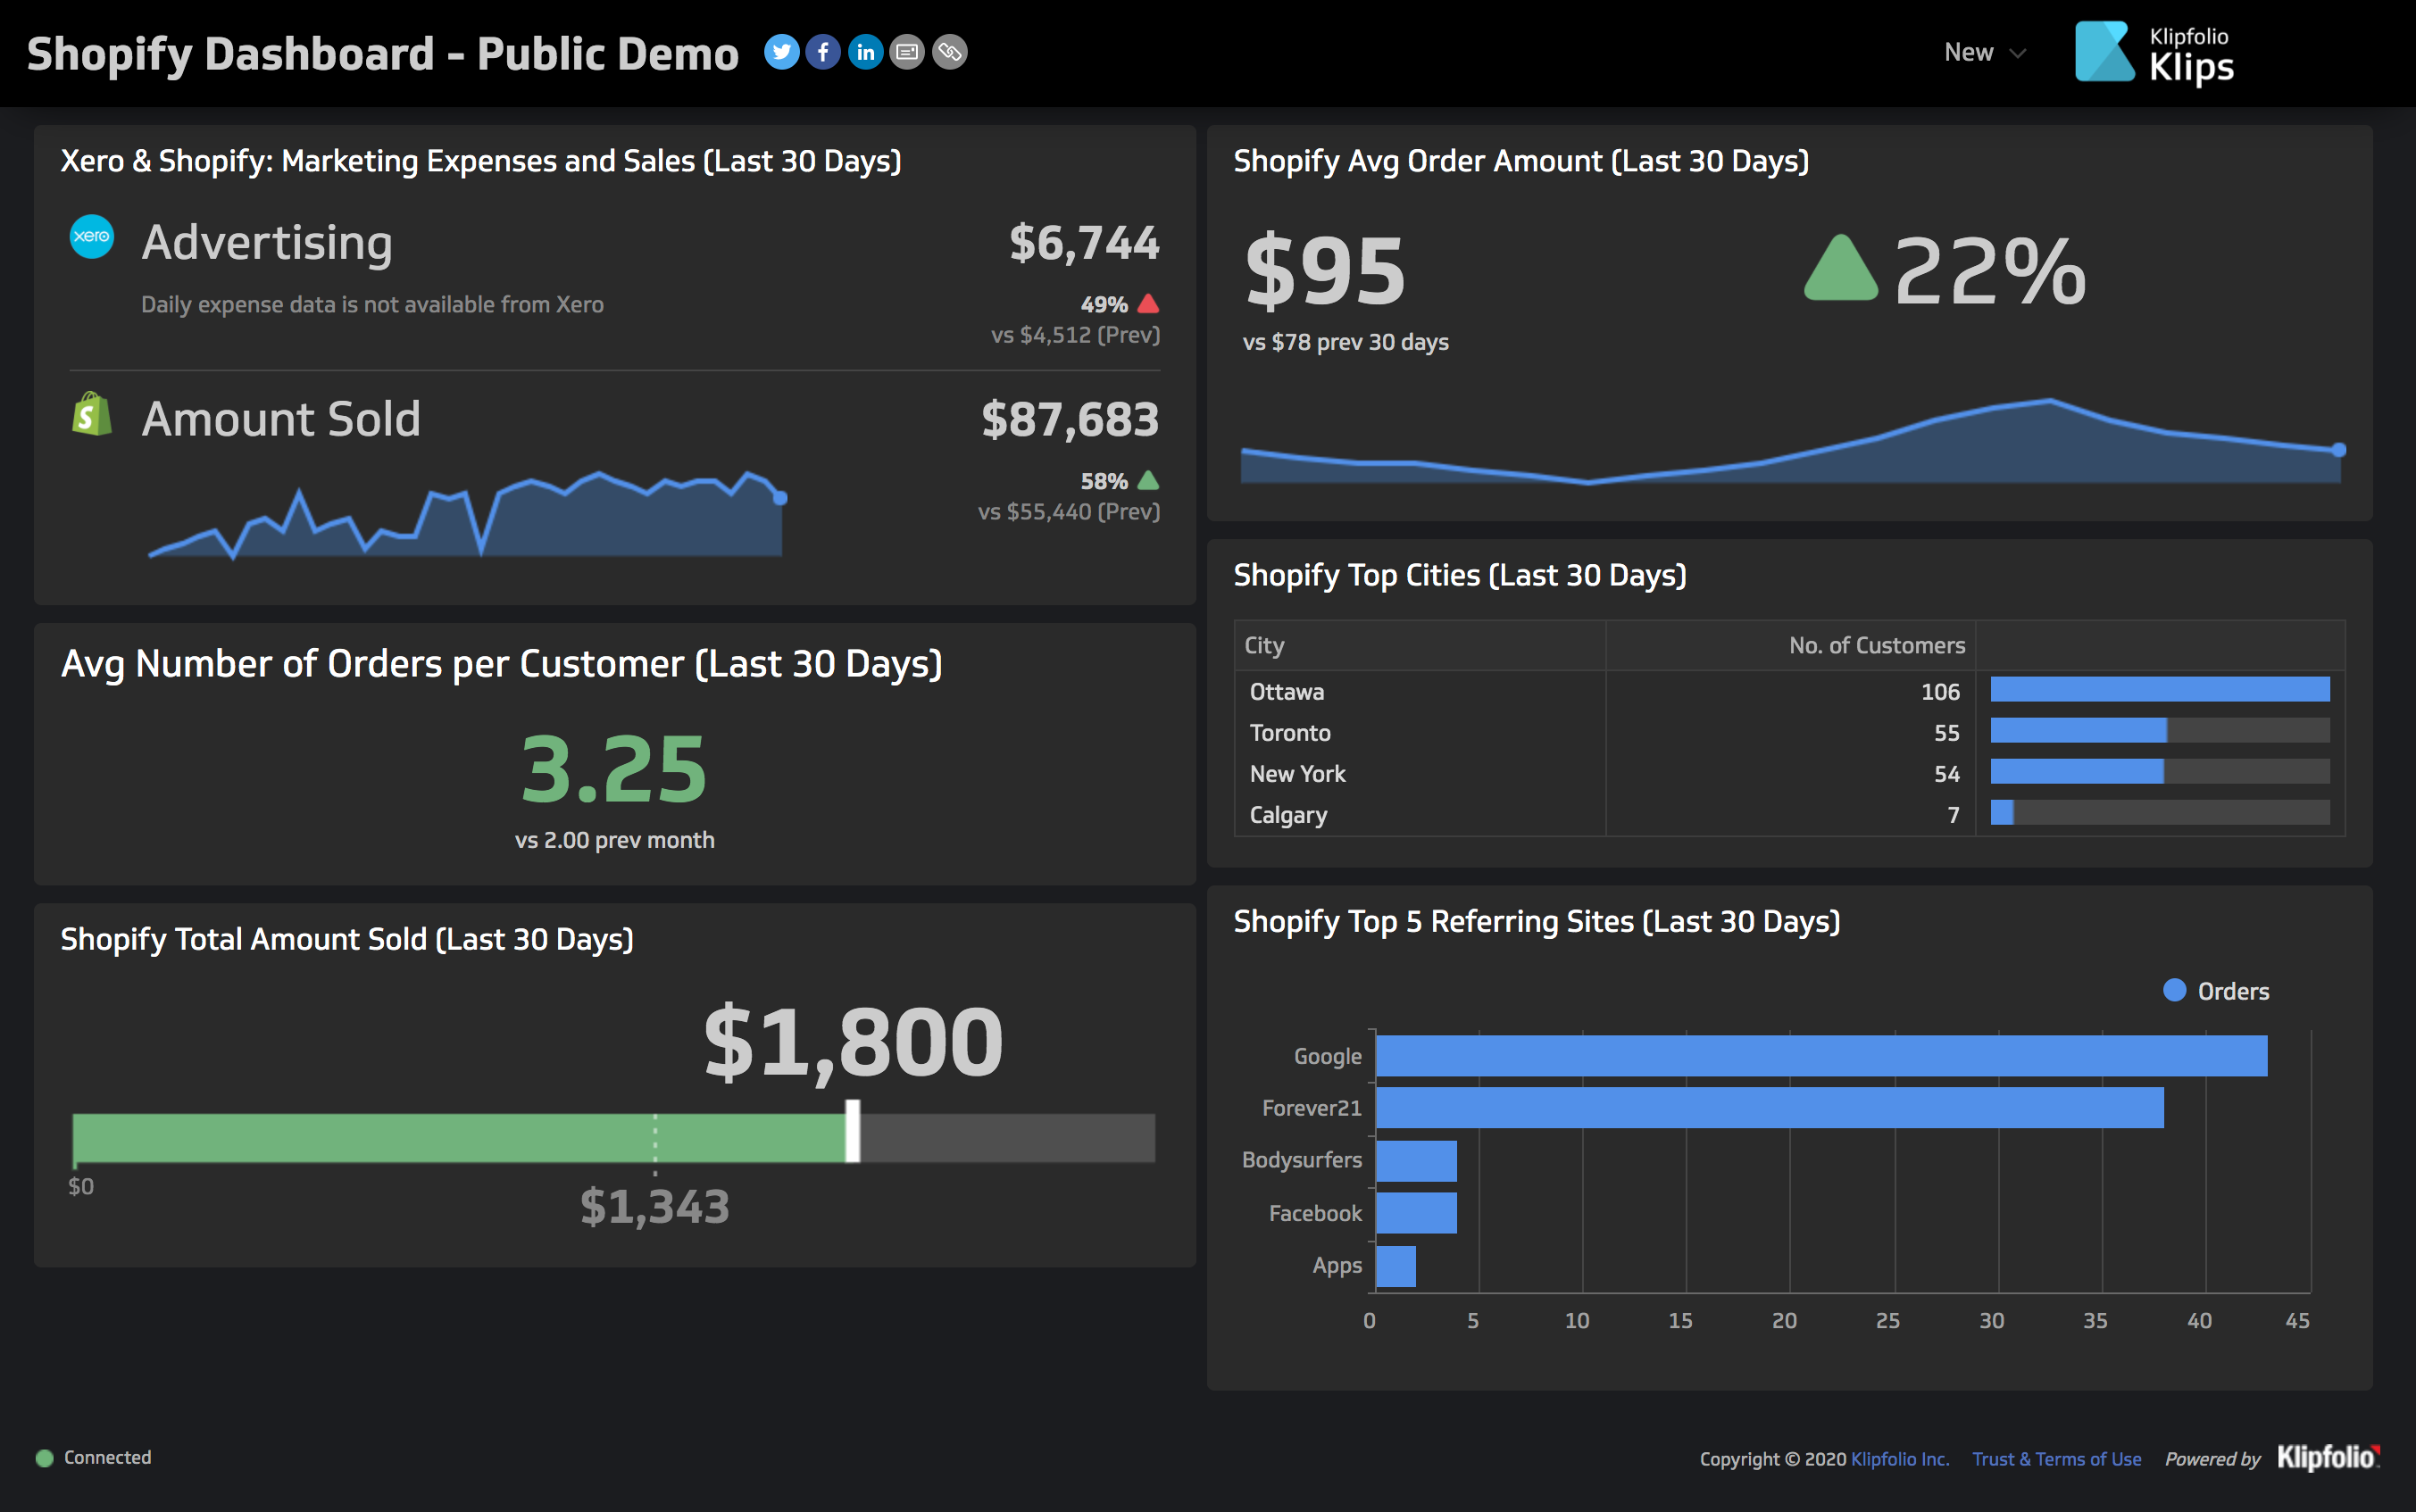 Shopify Dashboard - Public Demo
New
Klipfolio
Klips
Xero & Shopify: Marketing Expenses and Sales (Last 30 Days)
xero
Advertising
$6,744
Daily expense data is not available from Xero
49%
vs $4,512 (Prev)
Amount Sold
$87,683
58%
vs $55,440 (Prev)
Avg Number of Orders per Customer (Last 30 Days)
3.25
vs 2.00 prev month
Shopify Total Amount Sold (Last 30 Days)
$1,800
$0
$1,343
Shopify Avg Order Amount (Last 30 Days)
$95
22%
vs $78 prev 30 days
Shopify Top Cities (Last 30 Days)
City No. of Customers
Ottawa 106
Toronto 55
New York 54
Calgary 7
Shopify Top 5 Referring Sites (Last 30 Days)
Orders
Google
Forever21
Bodysurfers
Facebook
Apps
0 5 10 15 20 25 30 35 40 45
Connected
Copyright © 2020 Klipfolio Inc. Trust & Terms of Use Powered by Klipfolio